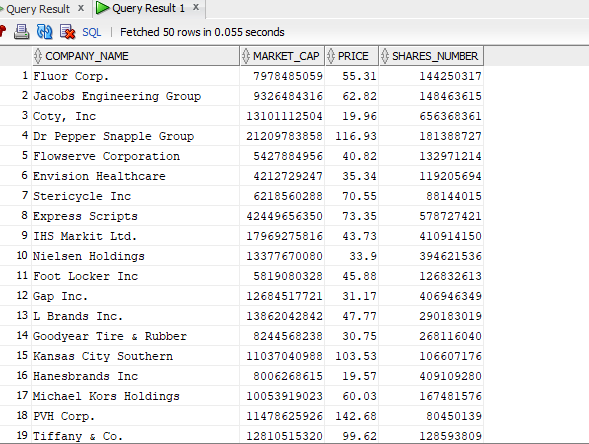 Query Result x Query Result 1 x
SQL | Fetched 50 rows in 0.055 seconds
COMPANY_NAME MARKET_CAP PRICE SHARES_NUMBER
1 Fluor Corp. 7978485059 55.31 144250317
2 Jacobs Engineering Group 9326484316 62.82 148463615
3 Coty, Inc 13101112504 19.96 656368361
4 Dr Pepper Snapple Group 21209783858 116.93 181388727
5 Flowserve Corporation 5427884956 40.82 132971214
6 Envision Healthcare 4212729247 35.34 119205694
7 Stericycle Inc 6218560288 70.55 88144015
8 Express Scripts 42449656350 73.35 578727421
9 IHS Markit Ltd. 17969275816 43.73 410914150
10 Nielsen Holdings 13377670080 33.9 394621536
11 Foot Locker Inc 5819080328 45.88 126832613
12 Gap Inc. 12684517721 31.17 406946349
13 L Brands Inc. 13862042842 47.77 290183019
14 Goodyear Tire & Rubber 8244568238 30.75 268116040
15 Kansas City Southern 11037040988 103.53 106607176
16 Hanesbrands Inc 8006268615 19.57 409109280
17 Michael Kors Holdings 10053919023 60.03 167481576
18 PVH Corp. 11478625926 142.68 80450139
19 Tiffany & Co. 12810515320 99.62 128593809